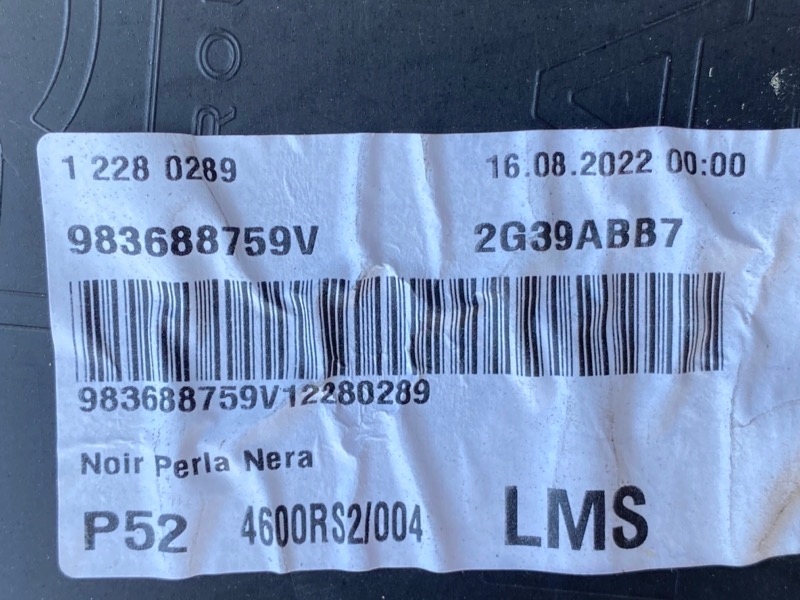 1 228 0289 16.08.2022 00:00
983688759V 2G39ABB7
983688759V12280289
Noir Perla Nera
P52 4600RS2/004 LMS